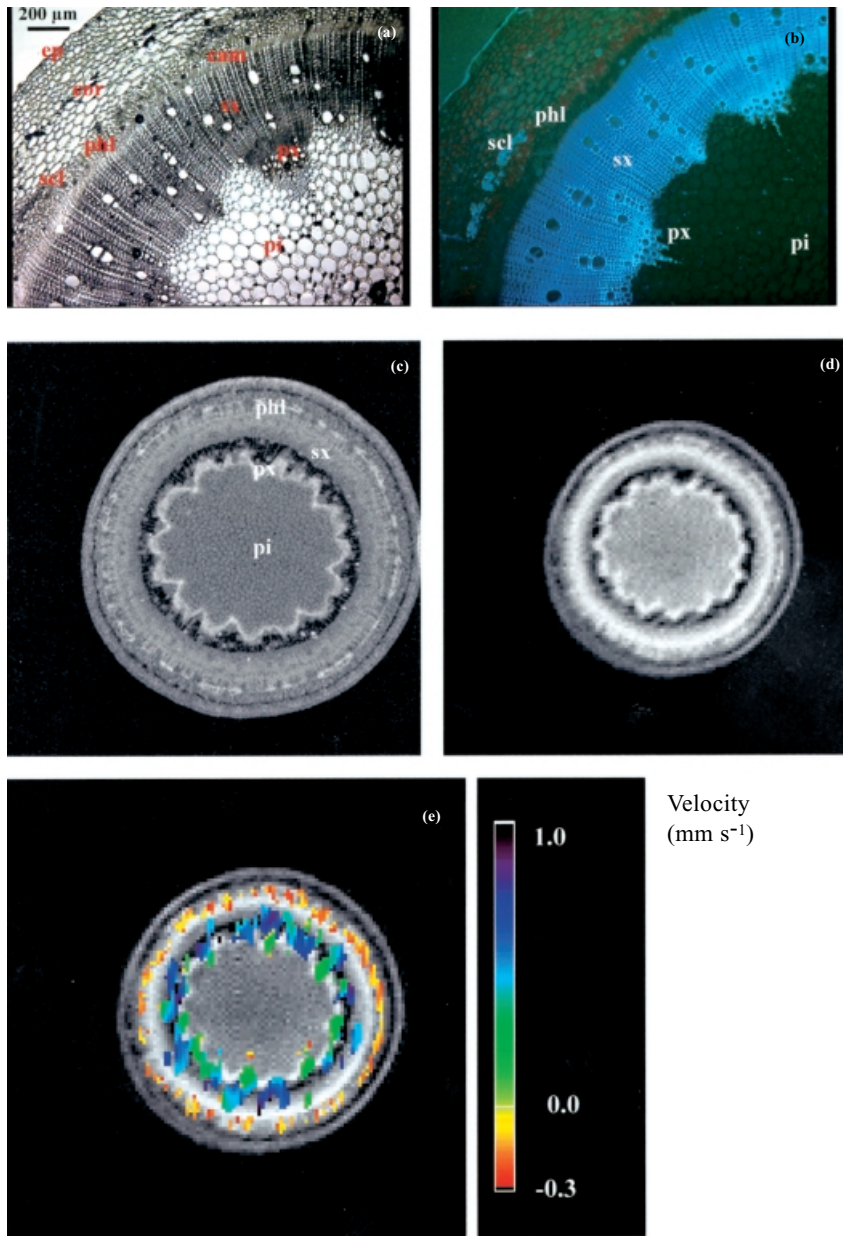 200 µm
(a)
ep
cam
cor
sx
phl
px
scl
pi
(b)
phl
scl
sx
px
pi
(c)
phl
sx
px
pi
(d)
(e)
1.0
0.0
-0.3
Velocity
(mm s⁻¹)